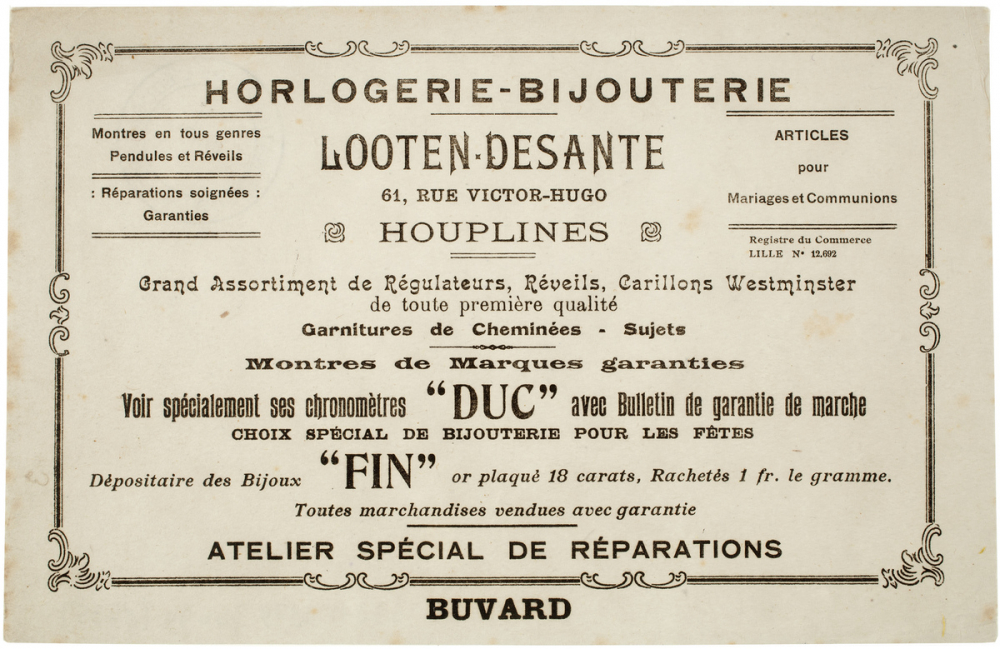 HORLOGERIE-BIJOUTERIE
Montres en tous genres
Pendules et Réveils
: Réparations soignées :
Garanties
LOOTEN-DESANTE
61, RUE VICTOR-HUGO
HOUPLINES
ARTICLES
pour
Mariages et Communions
Registre du Commerce
LILLE N° 12.692
Grand Assortiment de Régulateurs, Réveils, Carillons Westminster
de toute première qualité
Garnitures de Cheminées - Sujets
Montres de Marques garanties
Voir spécialement ses chronomètres “DUC” avec Bulletin de garantie de marche
CHOIX SPÉCIAL DE BIJOUTERIE POUR LES FÊTES
Dépositaire des Bijoux “FIN” or plaqué 18 carats, Rachetés 1 fr. le gramme.
Toutes marchandises vendues avec garantie
ATELIER SPÉCIAL DE RÉPARATIONS
BUVARD